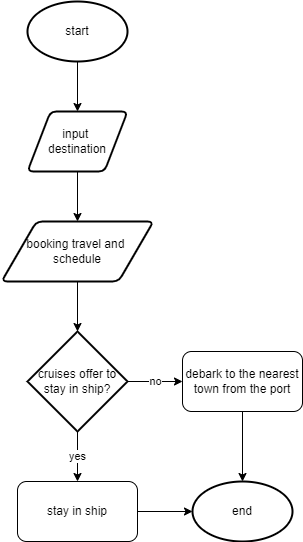 start
input
destination
booking travel and
schedule
cruises offer to
stay in ship?
no
debark to the nearest
town from the port
yes
stay in ship
end